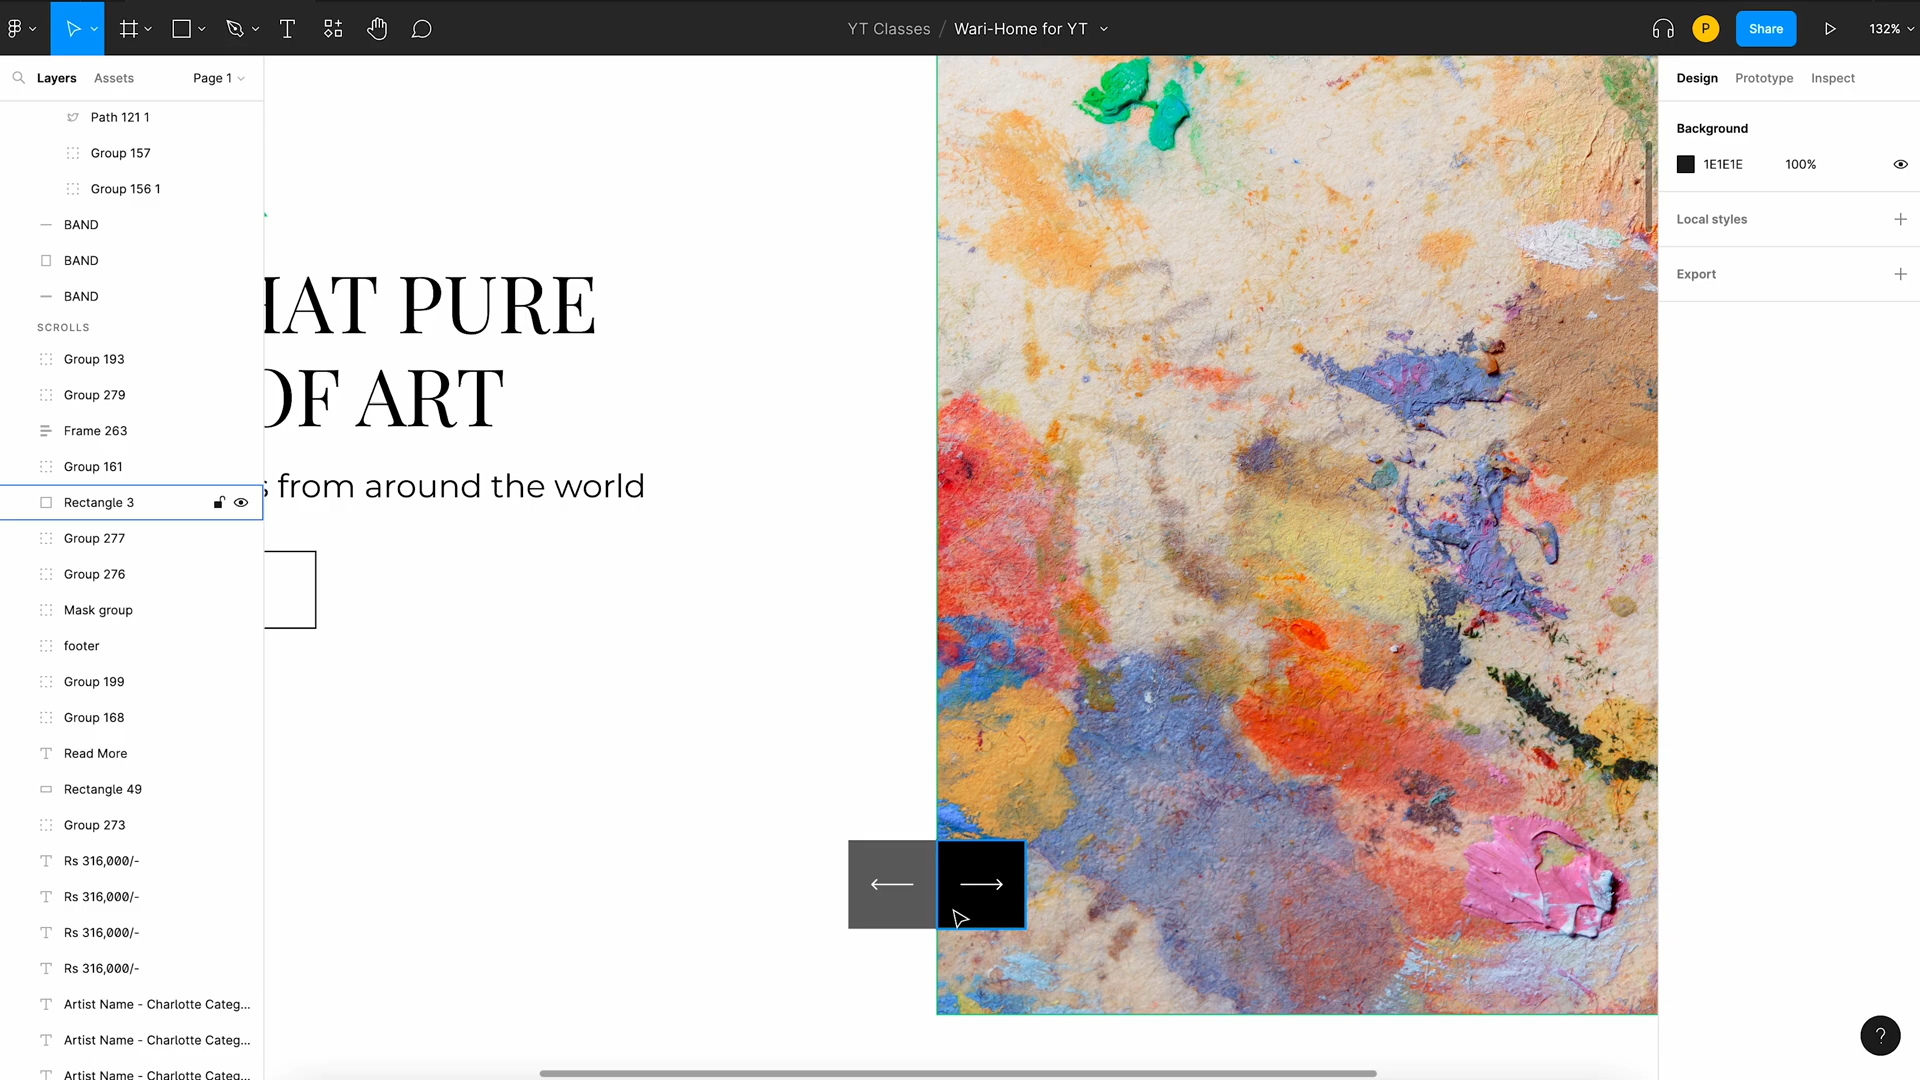 YT Classes / Wari-Home for YT
P
Share
132%
Layers
Assets
Page 1
Path 121 1
Group 157
Group 156 1
BAND
BAND
BAND
SCROLLS
Group 193
Group 279
Frame 263
Group 161
Rectangle 3
Group 277
Group 276
Mask group
footer
Group 199
Group 168
Read More
Rectangle 49
Group 273
Rs 316,000/-
Rs 316,000/-
Rs 316,000/-
Rs 316,000/-
Artist Name - Charlotte Categ...
Artist Name - Charlotte Categ...
Artist Name - Charlotte Categ...
HAT PURE
OF ART
s from around the world
Design
Prototype
Inspect
Background
1E1E1E
100%
Local styles
Export
?